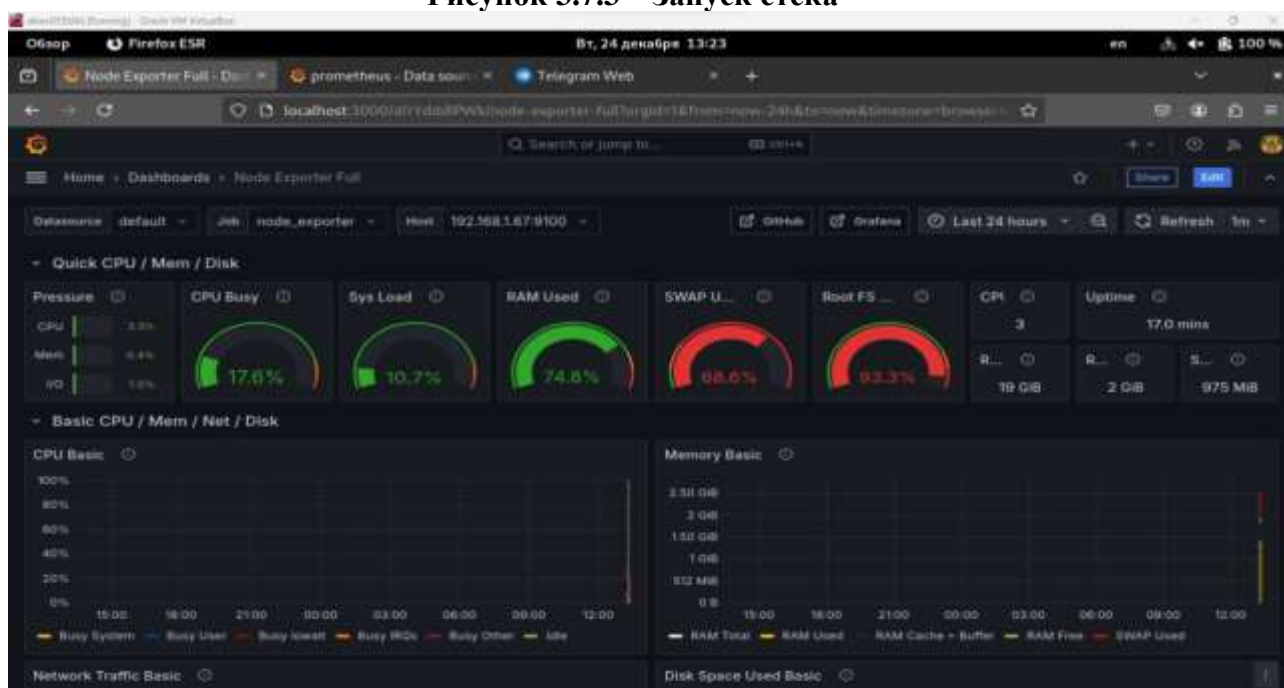 Рисунок 3.7.3 – Запуск стека
Обзор Firefox ESR Вт, 24 декабря 13:23 en 100 %
Node Exporter Full - Das prometheus - Data sour Telegram Web
localhost
Search or jump to...
Home Dashboards Node Exporter Full Share Edit
Datasource default Job node_exporter Host 192.168.1.67:9100 GitHub Grafana Last 24 hours Refresh 1m
Quick CPU / Mem / Disk
Pressure CPU Busy Sys Load RAM Used SWAP U... Root FS ... CPI Uptime
CPU
Mem
I/O
17.6% 10.7% 74.8% 68.6% 93.3% 3 17.0 mins
R... R... S...
19 GiB 2 GiB 975 MiB
Basic CPU / Mem / Net / Disk
CPU Basic Memory Basic
100%
80%
60%
40%
20%
0%
15:00 18:00 21:00 00:00 03:00 06:00 09:00 12:00
Busy System Busy User Busy Iowait Busy IRQs Busy Other Idle
2.50 GiB
2 GiB
1.50 GiB
1 GiB
512 MiB
0 B
15:00 18:00 21:00 00:00 03:00 06:00 09:00 12:00
RAM Total RAM Used RAM Cache + Buffer RAM Free SWAP Used
Network Traffic Basic Disk Space Used Basic